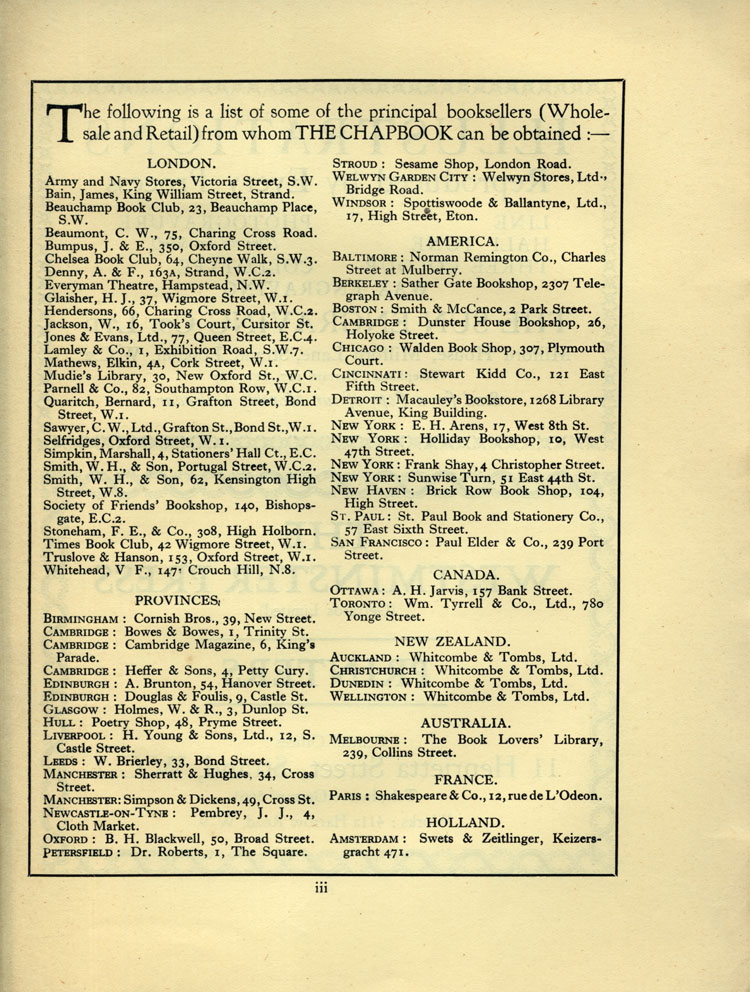 The following is a list of some of the principal booksellers (Whole-
sale and Retail) from whom THE CHAPBOOK can be obtained :—
LONDON.
Army and Navy Stores, Victoria Street, S.W.
Bain, James, King William Street, Strand.
Beauchamp Book Club, 23, Beauchamp Place,
S.W.
Beaumont, C. W., 75, Charing Cross Road.
Bumpus, J. & E., 350, Oxford Street.
Chelsea Book Club, 64, Cheyne Walk, S.W.3.
Denny, A. & F., 163A, Strand, W.C.2.
Everyman Theatre, Hampstead, N.W.
Glaisher, H. J., 37, Wigmore Street, W.1.
Hendersons, 66, Charing Cross Road, W.C.2.
Jackson, W., 16, Took's Court, Cursitor St.
Jones & Evans, Ltd., 77, Queen Street, E.C.4.
Lamley & Co., 1, Exhibition Road, S.W.7.
Mathews, Elkin, 4A, Cork Street, W.1.
Mudie's Library, 30, New Oxford St., W.C.
Parnell & Co., 82, Southampton Row, W.C.1.
Quaritch, Bernard, 11, Grafton Street, Bond
Street, W.1.
Sawyer, C. W., Ltd., Grafton St., Bond St., W.1.
Selfridges, Oxford Street, W.1.
Simpkin, Marshall, 4, Stationers' Hall Ct., E.C.
Smith, W. H., & Son, Portugal Street, W.C.2.
Smith, W. H., & Son, 62, Kensington High
Street, W.8.
Society of Friends' Bookshop, 140, Bishops-
gate, E.C.2.
Stoneham, F. E., & Co., 308, High Holborn.
Times Book Club, 42 Wigmore Street, W.1.
Truslove & Hanson, 153, Oxford Street, W.1.
Whitehead, V F., 147 Crouch Hill, N.8.
PROVINCES.
BIRMINGHAM : Cornish Bros., 39, New Street.
CAMBRIDGE : Bowes & Bowes, 1, Trinity St.
CAMBRIDGE : Cambridge Magazine, 6, King's
Parade.
CAMBRIDGE : Heffer & Sons, 4, Petty Cury.
EDINBURGH : A. Brunton, 54, Hanover Street.
EDINBURGH : Douglas & Foulis, 9, Castle St.
GLASGOW : Holmes, W. & R., 3, Dunlop St.
HULL : Poetry Shop, 48, Pryme Street.
LIVERPOOL : H. Young & Sons, Ltd., 12, S.
Castle Street.
LEEDS : W. Brierley, 33, Bond Street.
MANCHESTER : Sherratt & Hughes, 34, Cross
Street.
MANCHESTER: Simpson & Dickens, 49, Cross St.
NEWCASTLE-ON-TYNE : Pembrey, J. J., 4,
Cloth Market.
OXFORD : B. H. Blackwell, 50, Broad Street.
PETERSFIELD : Dr. Roberts, 1, The Square.
STROUD : Sesame Shop, London Road.
WELWYN GARDEN CITY : Welwyn Stores, Ltd.,
Bridge Road.
WINDSOR : Spottiswoode & Ballantyne, Ltd.,
17, High Street, Eton.
AMERICA.
BALTIMORE : Norman Remington Co., Charles
Street at Mulberry.
BERKELEY : Sather Gate Bookshop, 2307 Tele-
graph Avenue.
BOSTON : Smith & McCance, 2 Park Street.
CAMBRIDGE : Dunster House Bookshop, 26,
Holyoke Street.
CHICAGO : Walden Book Shop, 307, Plymouth
Court.
CINCINNATI : Stewart Kidd Co., 121 East
Fifth Street.
DETROIT : Macauley's Bookstore, 1268 Library
Avenue, King Building.
NEW YORK : E. H. Arens, 17, West 8th St.
NEW YORK : Holliday Bookshop, 10, West
47th Street.
NEW YORK : Frank Shay, 4 Christopher Street.
NEW YORK : Sunwise Turn, 51 East 44th St.
NEW HAVEN : Brick Row Book Shop, 104,
High Street.
ST. PAUL : St. Paul Book and Stationery Co.,
57 East Sixth Street.
SAN FRANCISCO : Paul Elder & Co., 239 Port
Street.
CANADA.
OTTAWA : A. H. Jarvis, 157 Bank Street.
TORONTO : Wm. Tyrrell & Co., Ltd., 780
Yonge Street.
NEW ZEALAND.
AUCKLAND : Whitcombe & Tombs, Ltd.
CHRISTCHURCH : Whitcombe & Tombs, Ltd.
DUNEDIN : Whitcombe & Tombs, Ltd.
WELLINGTON : Whitcombe & Tombs, Ltd.
AUSTRALIA.
MELBOURNE : The Book Lovers' Library,
239, Collins Street.
FRANCE.
PARIS : Shakespeare & Co., 12, rue de L'Odeon.
HOLLAND.
AMSTERDAM : Swets & Zeitlinger, Keizers-
gracht 471.
iii